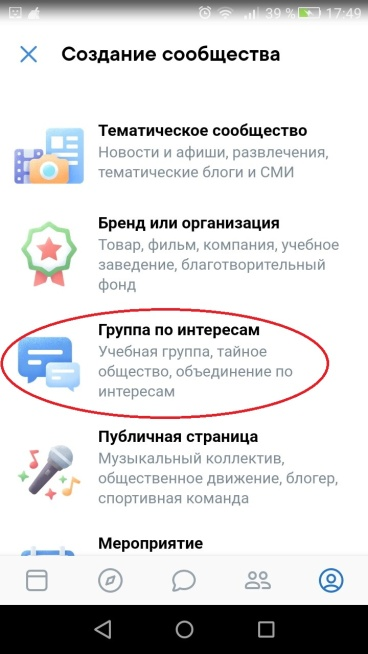 39 % 17:49
Создание сообщества
Тематическое сообщество
Новости и афиши, развлечения,
тематические блоги и СМИ
Бренд или организация
Товар, фильм, компания, учебное
заведение, благотворительный
фонд
Группа по интересам
Учебная группа, тайное
общество, объединение по
интересам
Публичная страница
Музыкальный коллектив,
общественное движение, блогер,
спортивная команда
Мероприятие